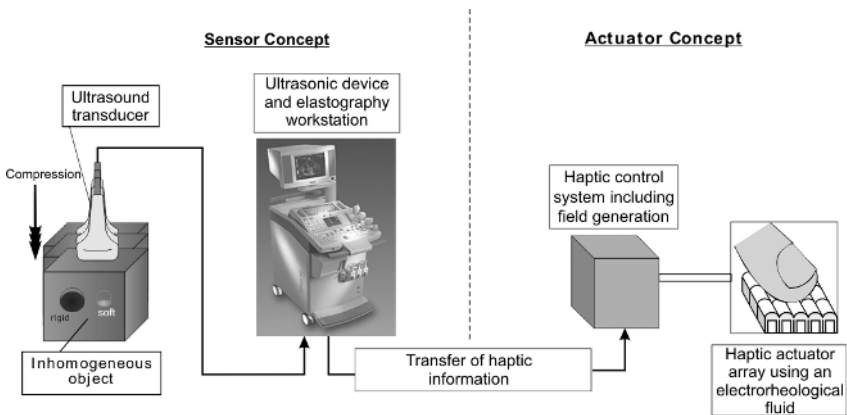 Sensor Concept
Actuator Concept
Ultrasound
transducer
Ultrasonic device
and elastography
workstation
Compression
Haptic control
system including
field generation
rigid
soft
Inhomogeneous
object
Transfer of haptic
information
Haptic actuator
array using an
electrorheological
fluid